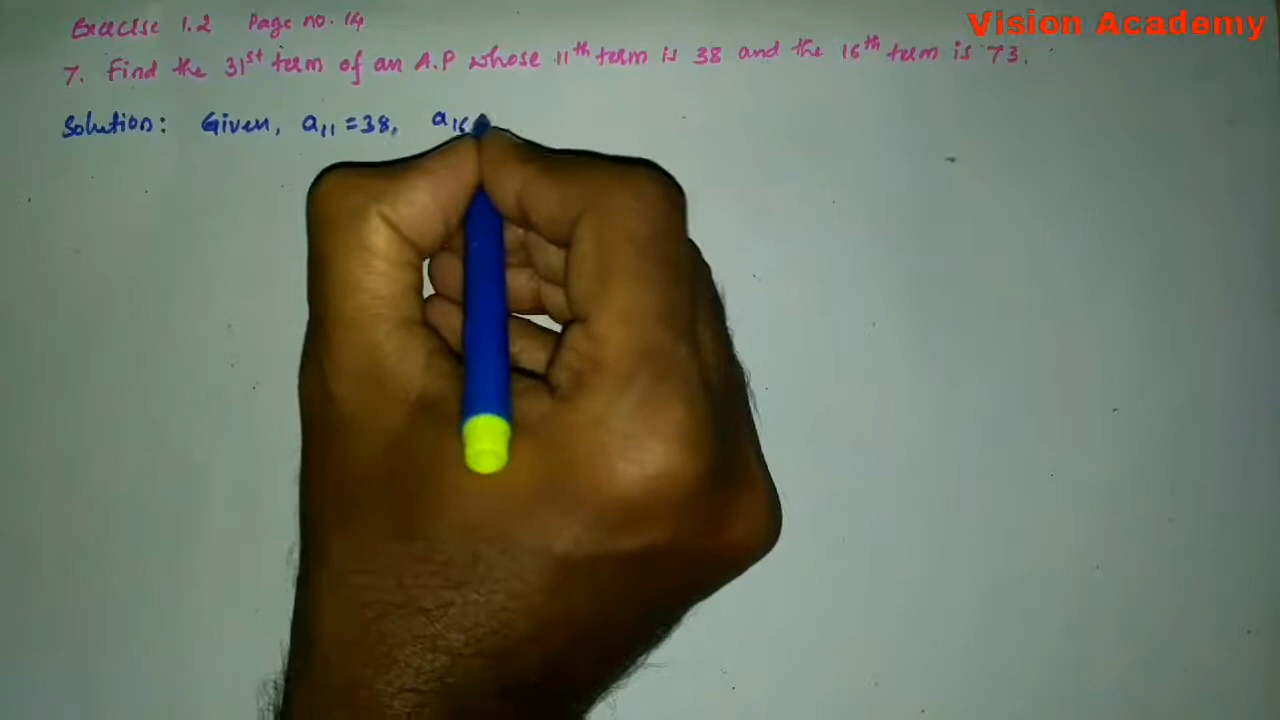 Vision Academy
Exercise 1.2 Page no. 14
7. Find the 31st term of an A.P whose 11th term is 38 and the 16th term is 73.
Solution: Given, a11 = 38, a16